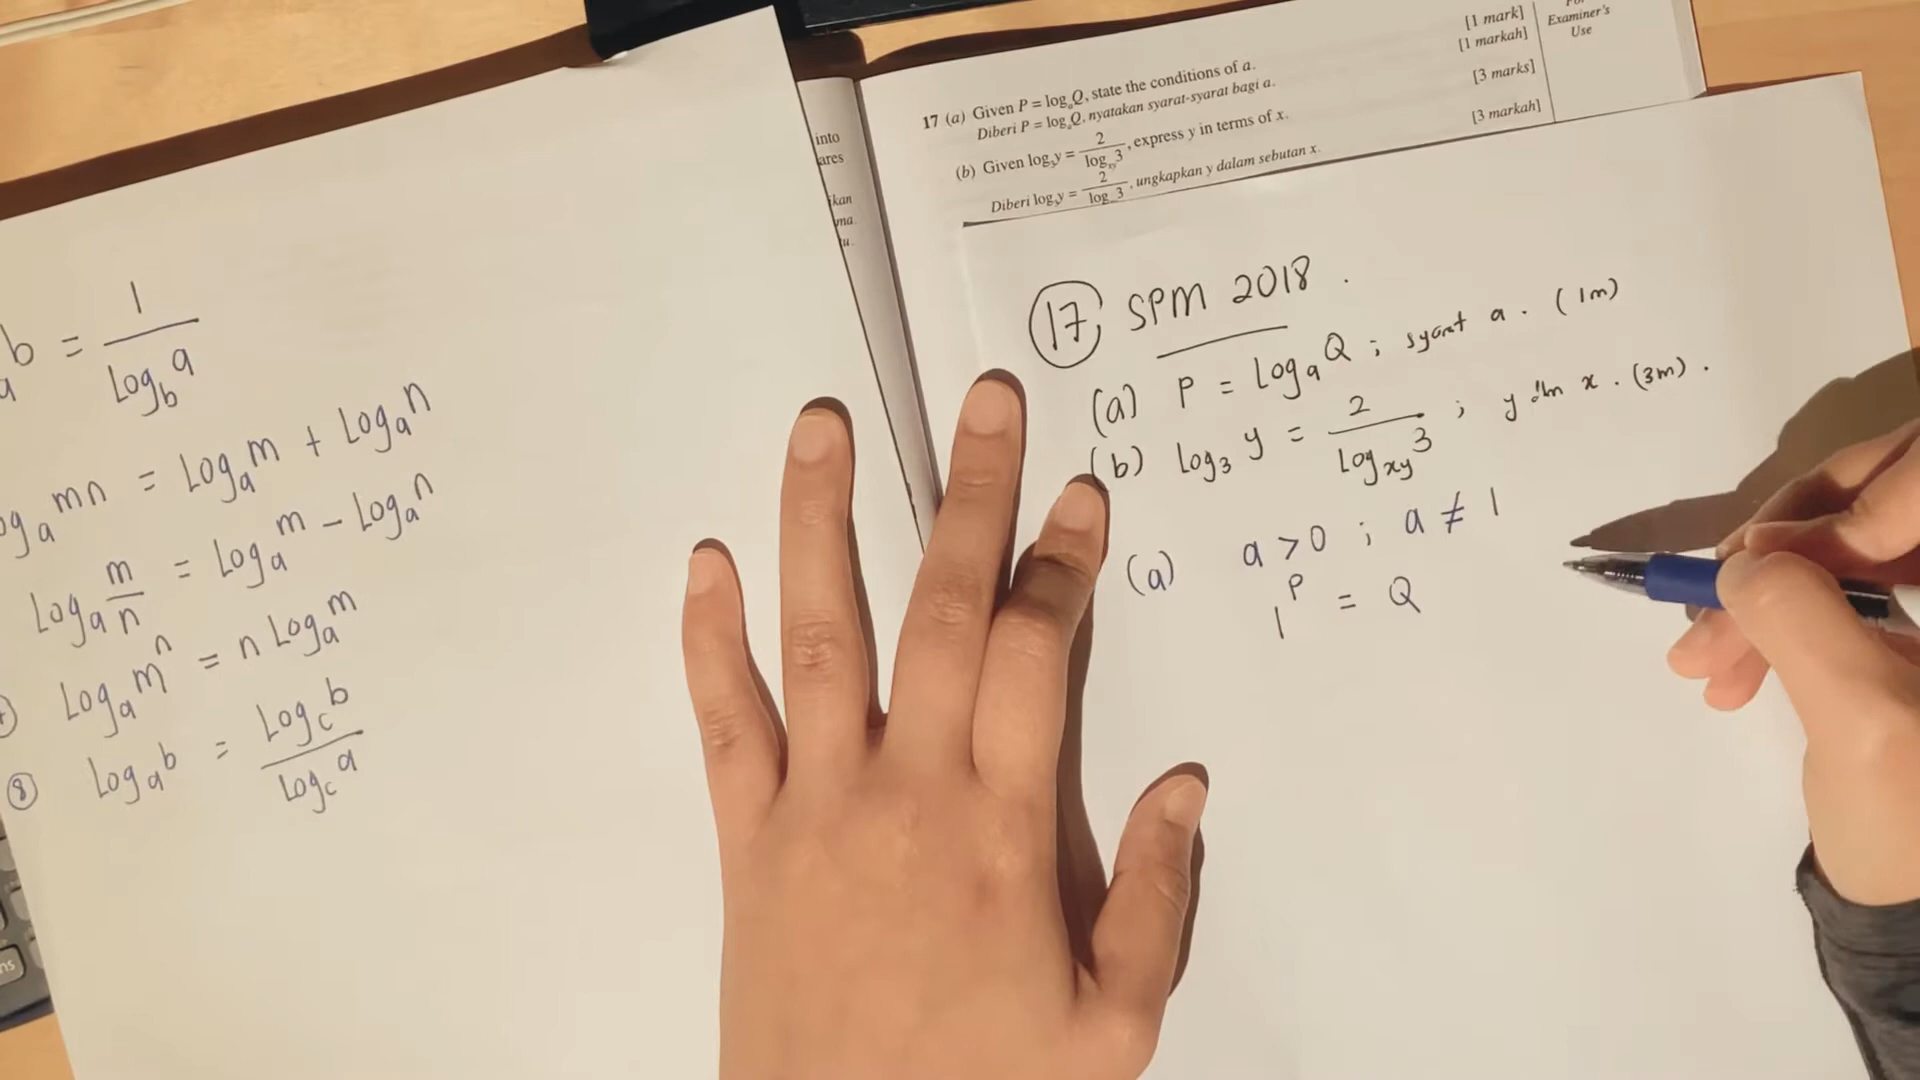 b = 1 / log_b a
log_a mn = log_a m + log_a n
log_a m/n = log_a m - log_a n
log_a m^n = n log_a m
⑧ log_a b = log_c b / log_c a
into
ares
ikan
ma.
tu.
[1 mark]
[1 markah]
[3 marks]
[3 markah]
Examiner's
Use
17 (a) Given P = log_a Q, state the conditions of a.
Diberi P = log_a Q, nyatakan syarat-syarat bagi a.
(b) Given log_3 y = 2 / log_xy 3, express y in terms of x.
Diberi log_3 y = 2 / log 3, ungkapkan y dalam sebutan x.
⑰ SPM 2018.
(a) P = log_a Q ; syarat a. (1m)
(b) log_3 y = 2 / log_xy 3 ; y dlm x. (3m).
(a) a > 0 ; a ≠ 1
1^P = Q